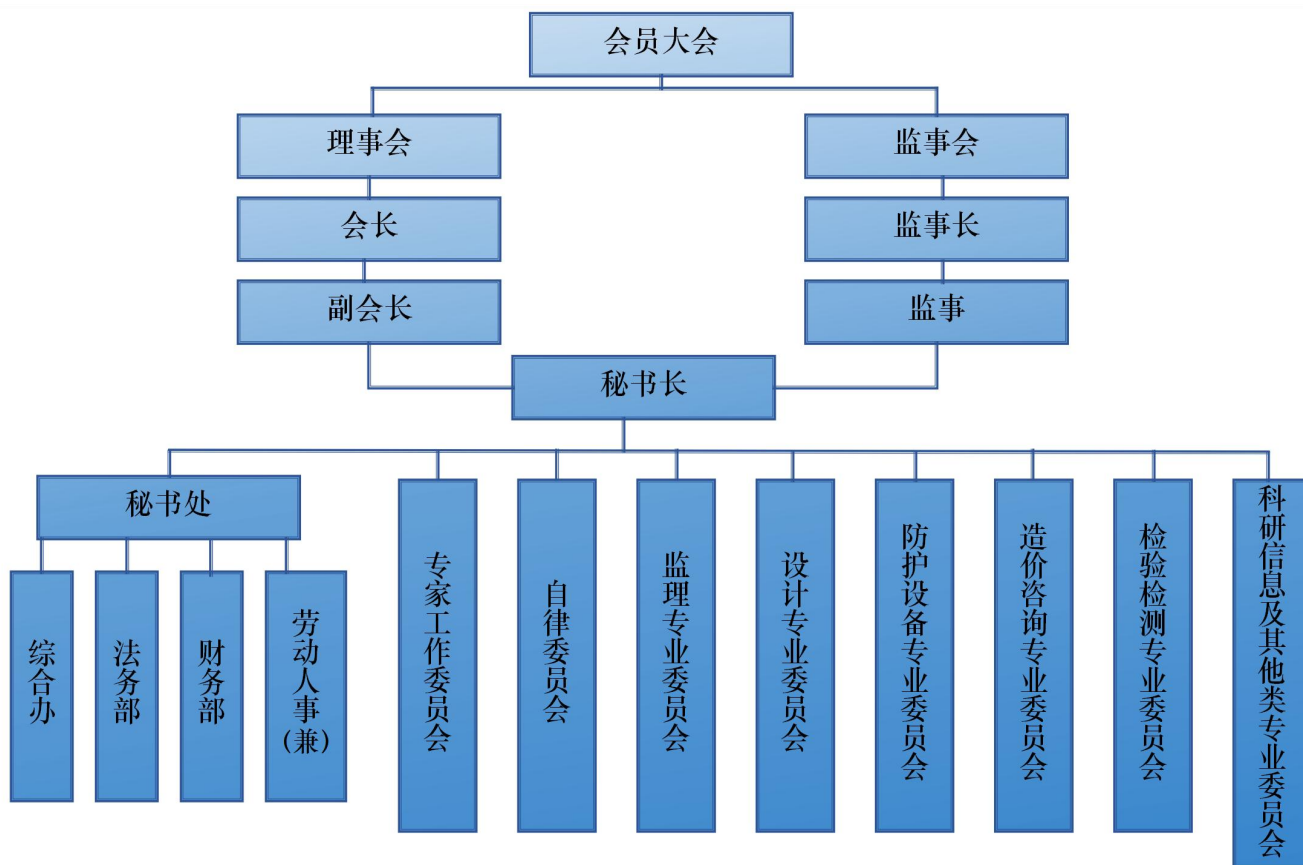 会员大会
理事会
监事会
会长
监事长
副会长
监事
秘书长
秘书处
综合办
法务部
财务部
劳动人事(兼)
专家工作委员会
自律委员会
监理专业委员会
设计专业委员会
防护设备专业委员会
造价咨询专业委员会
检验检测专业委员会
科研信息及其他类专业委员会